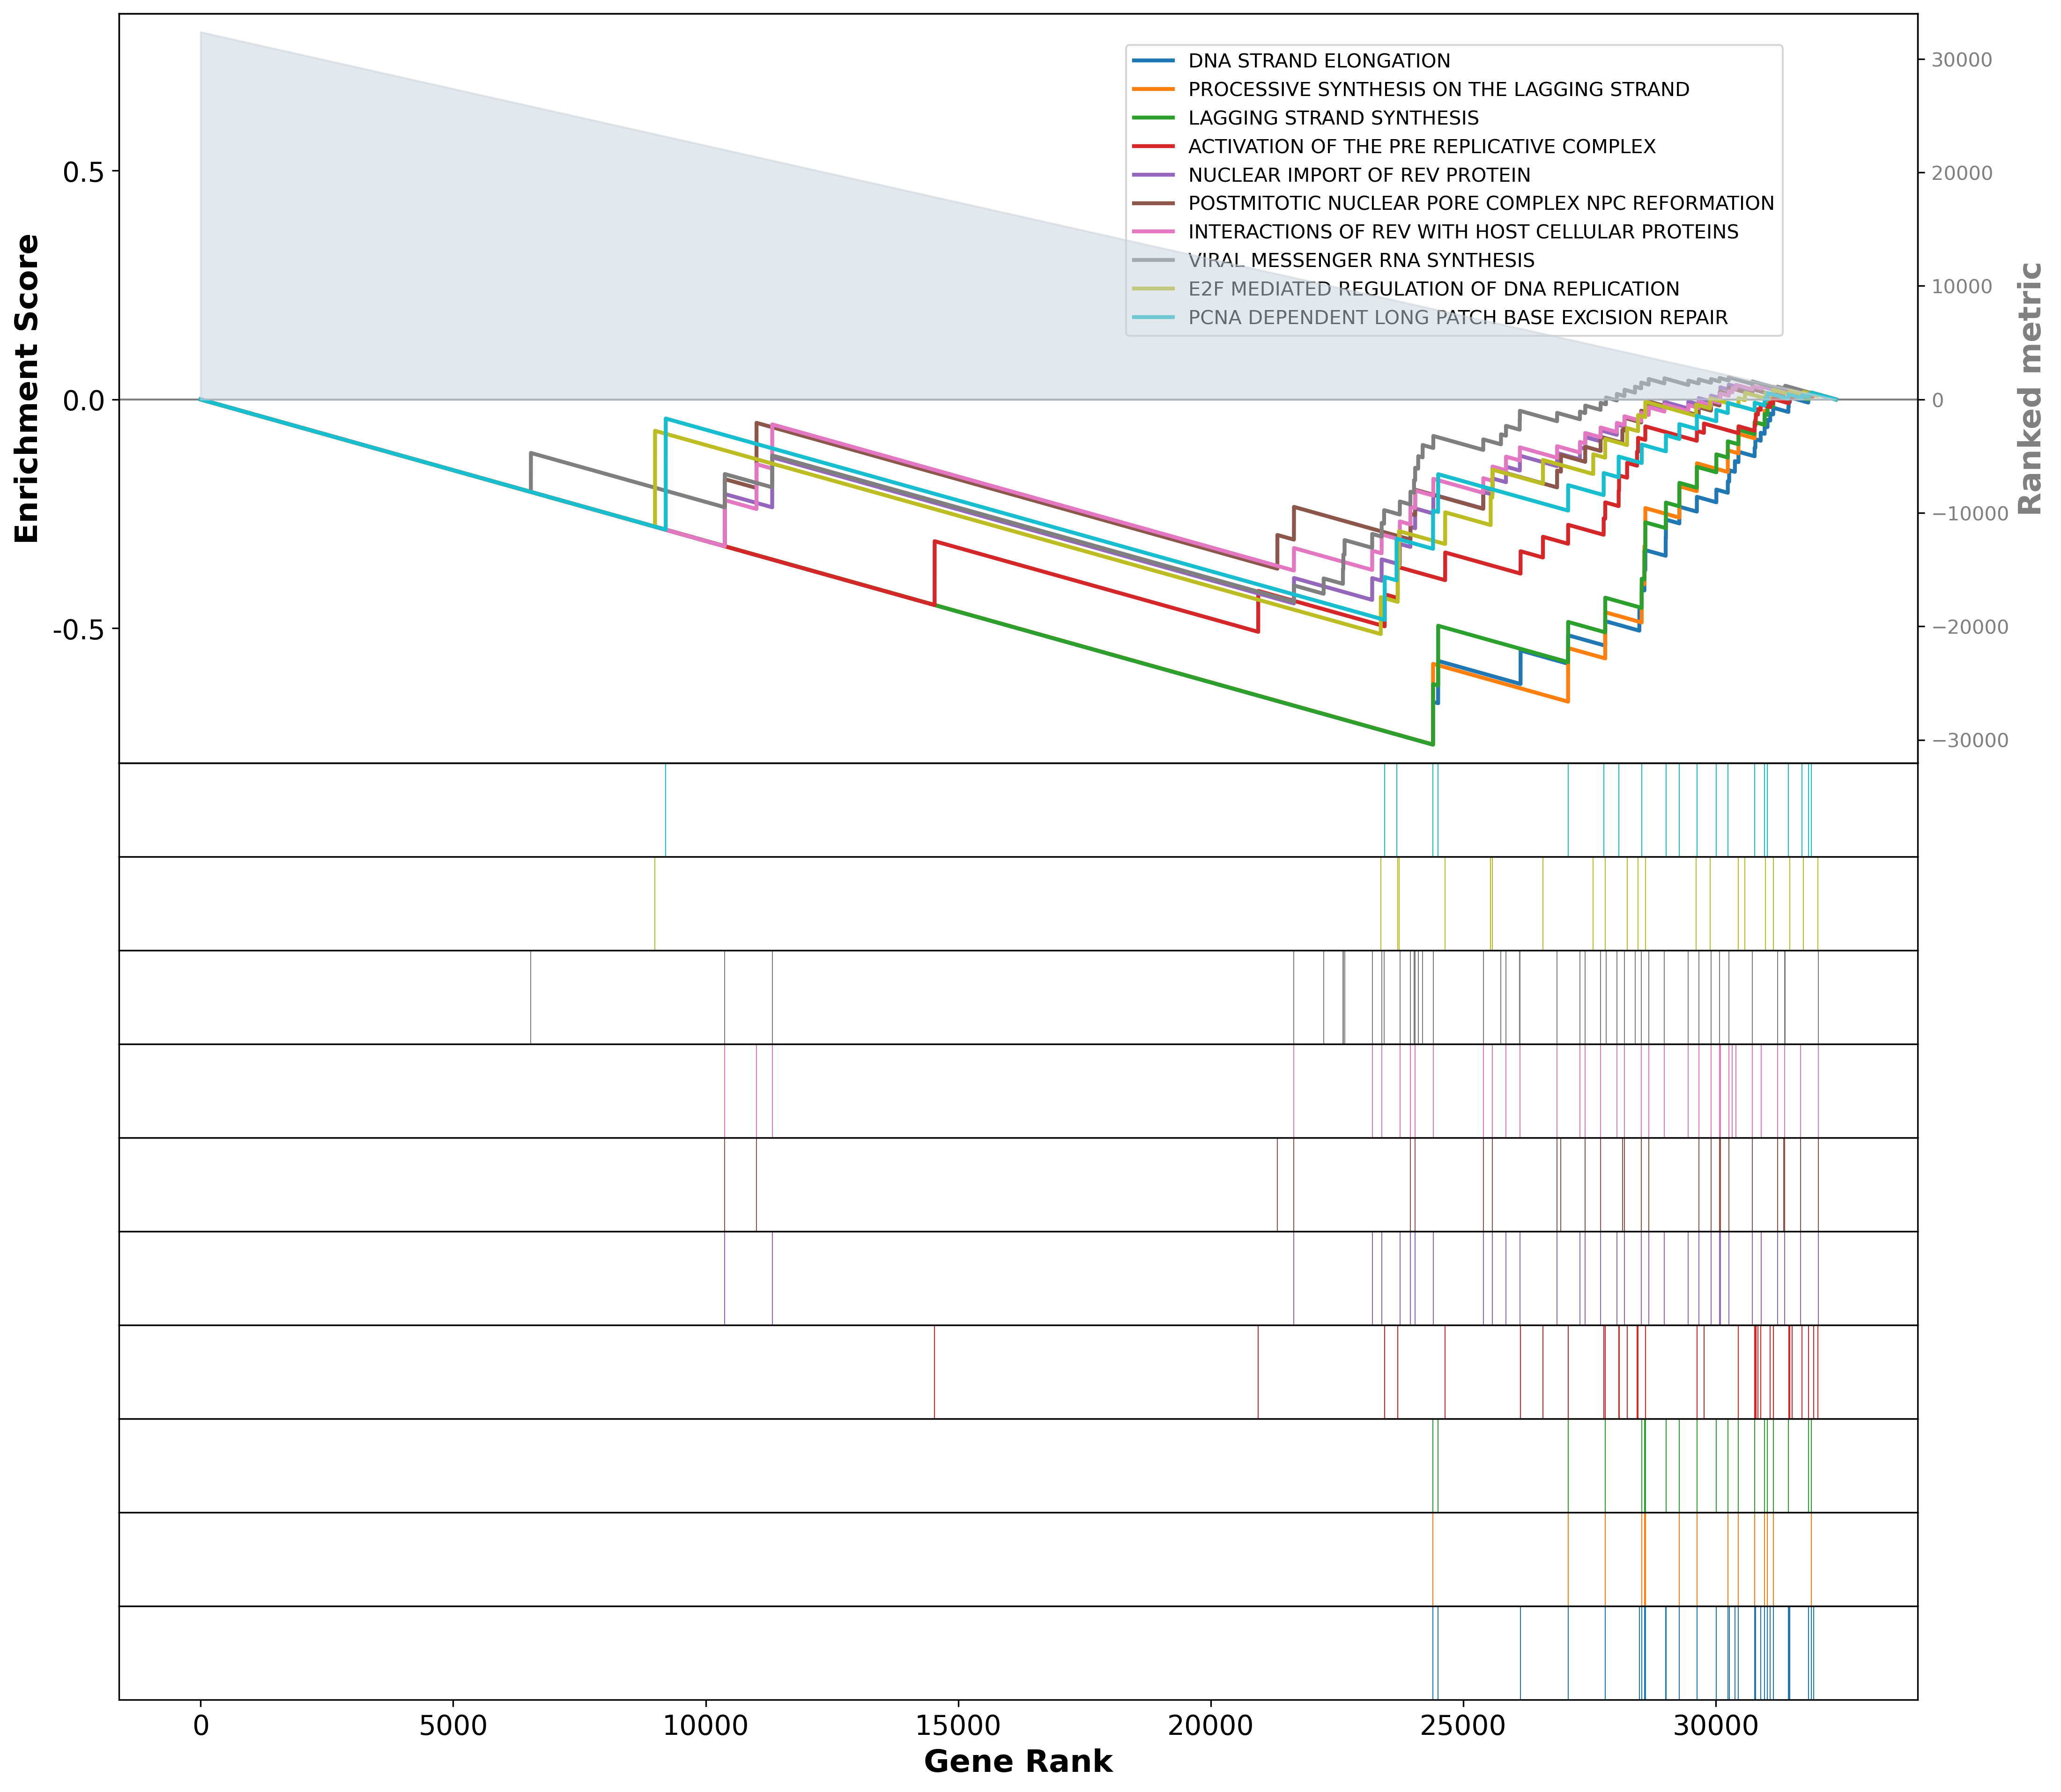 DNA STRAND ELONGATION
PROCESSIVE SYNTHESIS ON THE LAGGING STRAND
LAGGING STRAND SYNTHESIS
ACTIVATION OF THE PRE REPLICATIVE COMPLEX
NUCLEAR IMPORT OF REV PROTEIN
POSTMITOTIC NUCLEAR PORE COMPLEX NPC REFORMATION
INTERACTIONS OF REV WITH HOST CELLULAR PROTEINS
VIRAL MESSENGER RNA SYNTHESIS
E2F MEDIATED REGULATION OF DNA REPLICATION
PCNA DEPENDENT LONG PATCH BASE EXCISION REPAIR
Enrichment Score
0.5
0.0
-0.5
30000
20000
10000
0
−10000
−20000
−30000
Ranked metric
0 5000 10000 15000 20000 25000 30000
Gene Rank